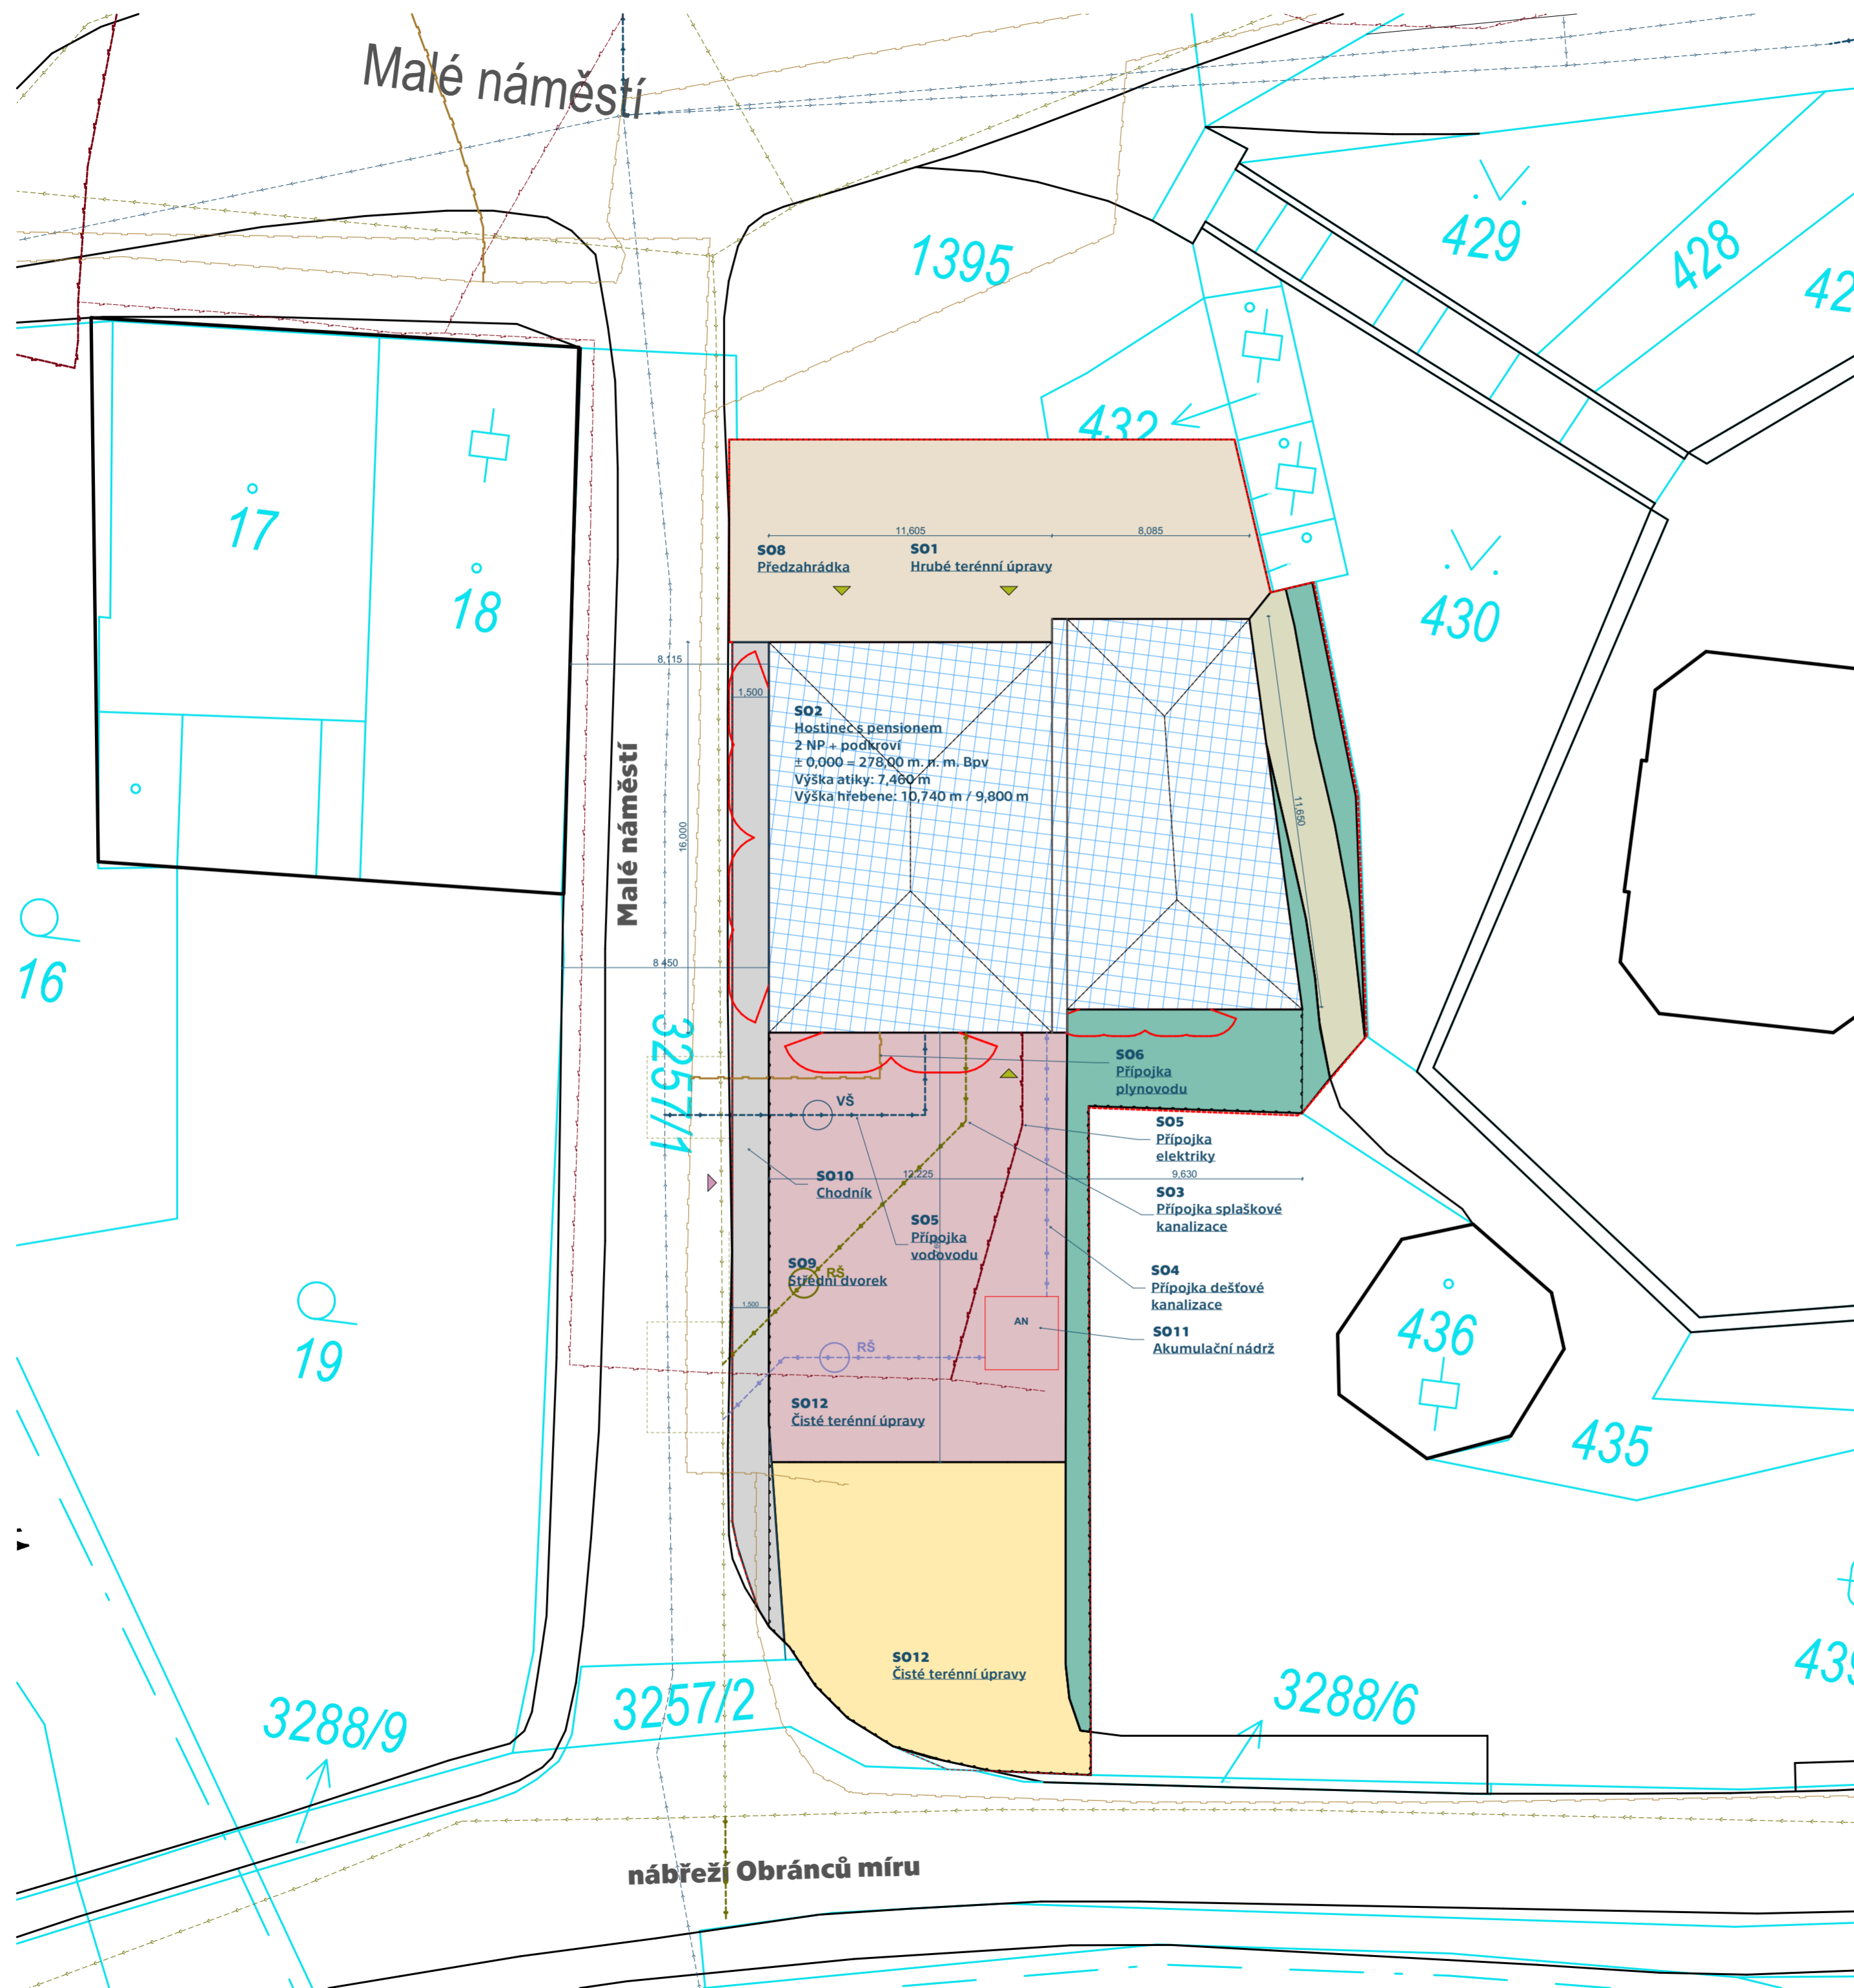 Malé náměstí
1395
429
428
42
432
430
17
18
11,605
8,085
SO8
Předzahrádka
SO1
Hrubé terénní úpravy
8,115
1,500
SO2
Hostinec s pensionem
2 NP + podkroví
± 0,000 = 278,00 m. n. m. Bpv
Výška atiky: 7,460 m
Výška hřebene: 10,740 m / 9,800 m
Malé náměstí
16,000
11,650
16
8 450
3257/1
SO6
Přípojka
plynovodu
VŠ
SO5
Přípojka
elektriky
SO10
Chodník
12,225
9,630
SO3
Přípojka splaškové
kanalizace
SO5
Přípojka
vodovodu
SO9
Střední dvorek
RŠ
SO4
Přípojka dešťové
kanalizace
1,500
AN
SO11
Akumulační nádrž
RŠ
19
436
435
SO12
Čisté terénní úpravy
SO12
Čisté terénní úpravy
439
3288/9
3257/2
3288/6
nábřeží Obránců míru